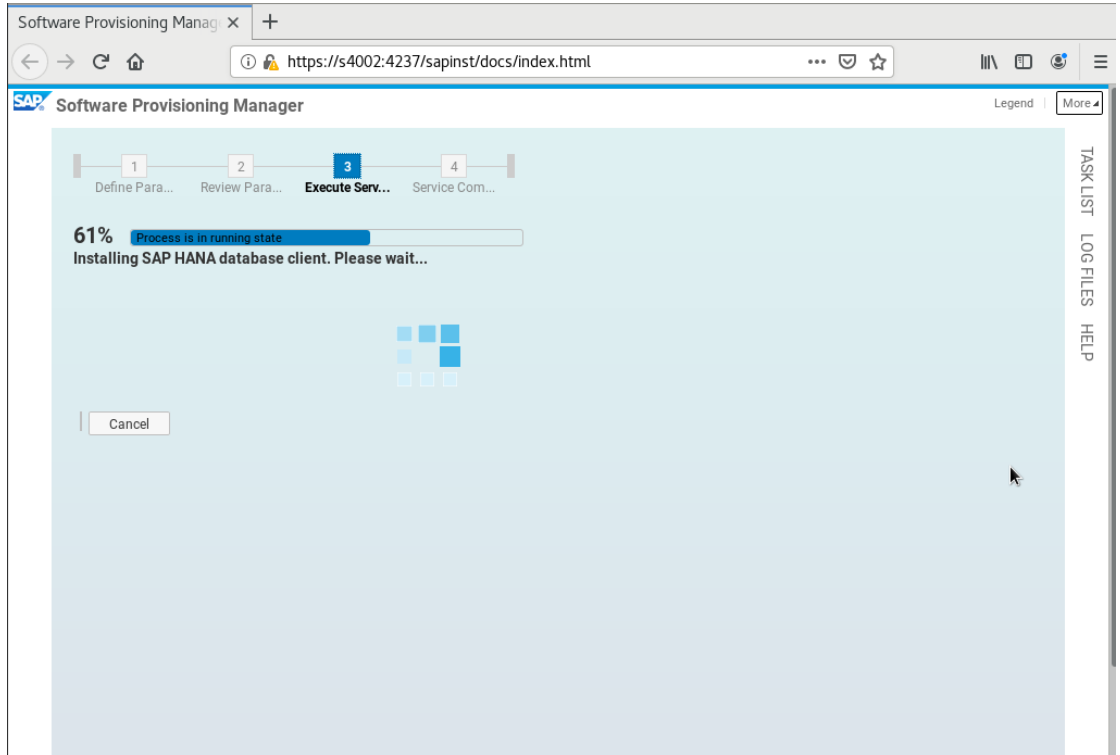 Software Provisioning Manage
https://s4002:4237/sapinst/docs/index.html
SAP Software Provisioning Manager
Legend
More
1
2
3
4
Define Para...
Review Para...
Execute Serv...
Service Com...
61%
Process is in running state
Installing SAP HANA database client. Please wait...
Cancel
TASK LIST
LOG FILES
HELP